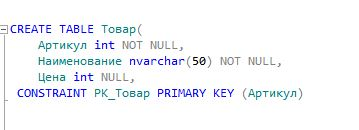 CREATE TABLE Товар(
Артикул int NOT NULL,
Наименование nvarchar(50) NOT NULL,
Цена int NULL,
CONSTRAINT PK_Товар PRIMARY KEY (Артикул)